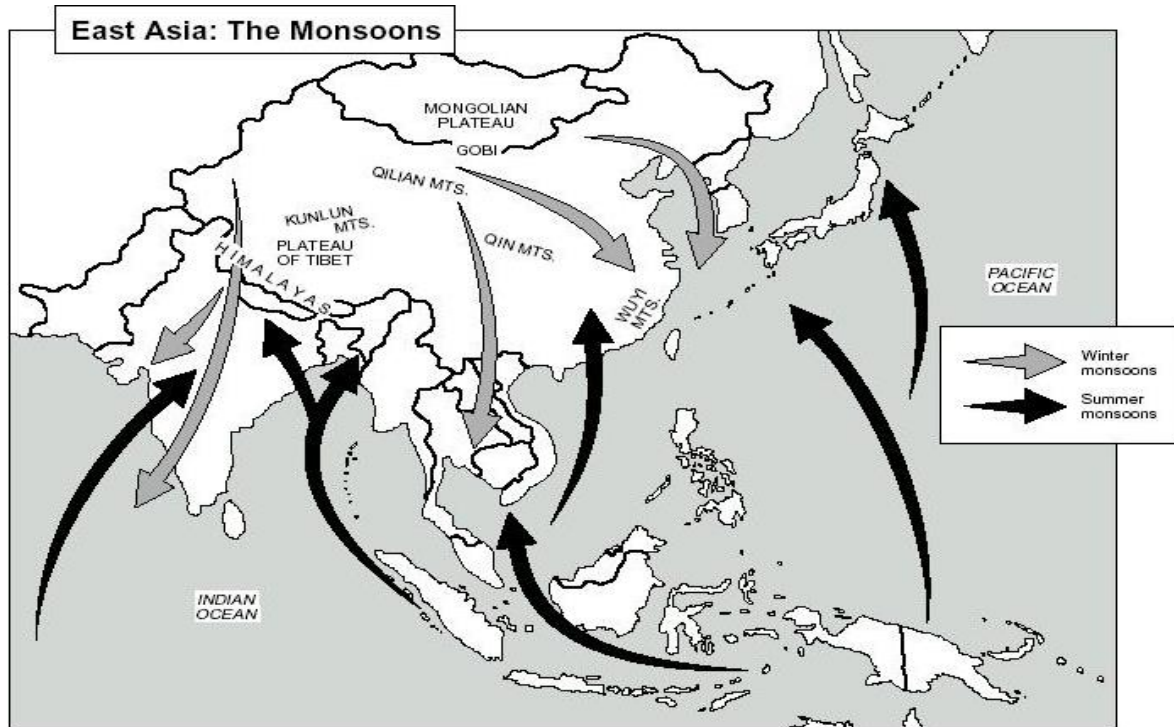 East Asia: The Monsoons
MONGOLIAN
PLATEAU
GOBI
QILIAN MTS.
KUNLUN
MTS.
PLATEAU
OF TIBET
QIN MTS.
HIMALAYAS
WUYI
MTS.
PACIFIC
OCEAN
Winter
monsoons
Summer
monsoons
INDIAN
OCEAN